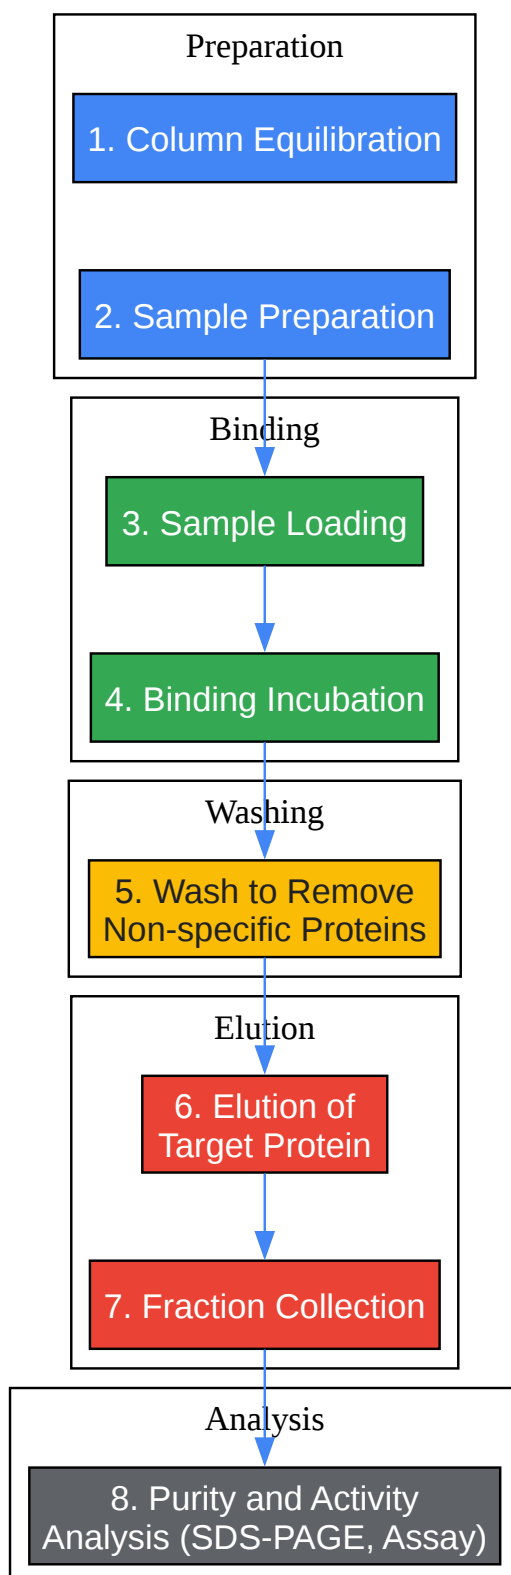 Preparation
1. Column Equilibration
2. Sample Preparation
Binding
3. Sample Loading
4. Binding Incubation
Washing
5. Wash to Remove
Non-specific Proteins
Elution
6. Elution of
Target Protein
7. Fraction Collection
Analysis
8. Purity and Activity
Analysis (SDS-PAGE, Assay)